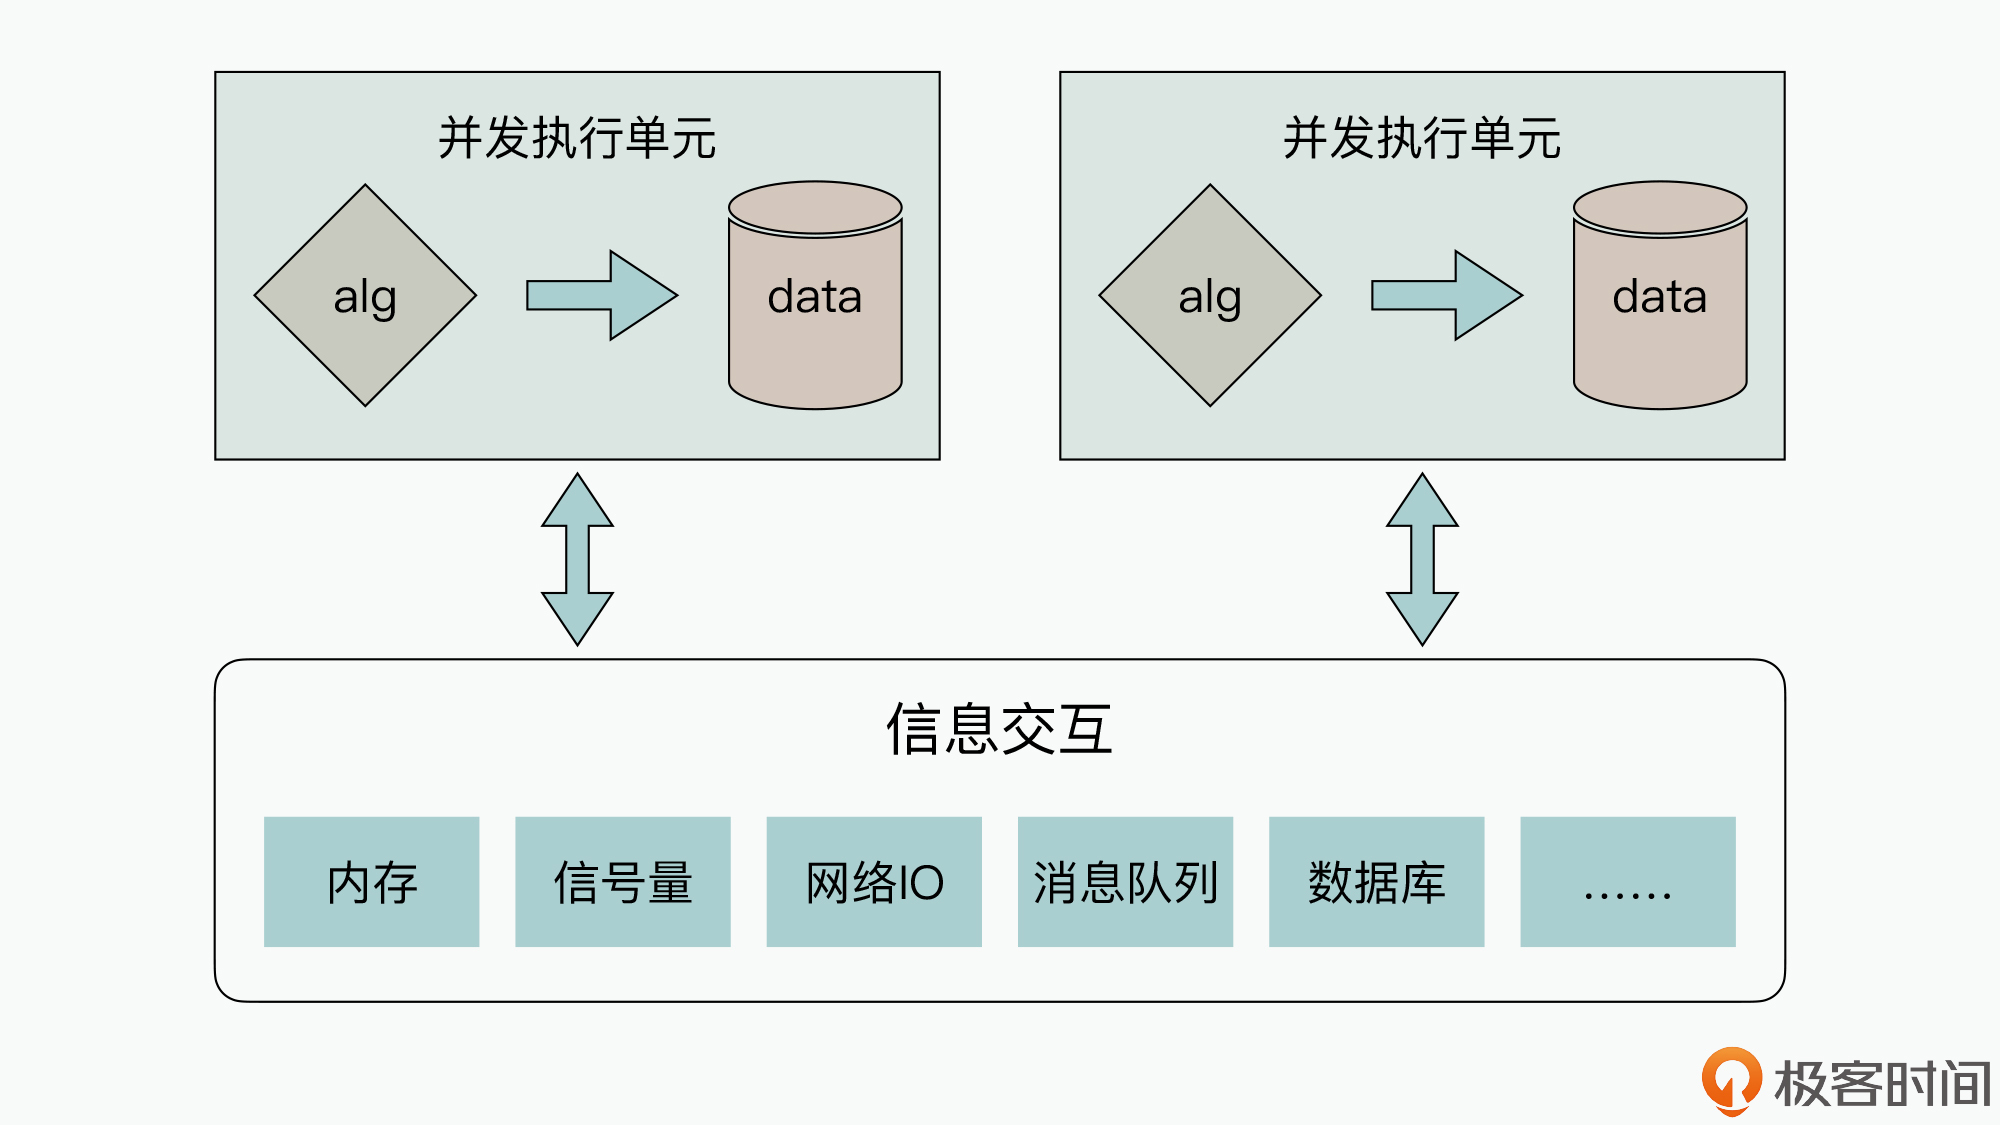 并发执行单元
alg
data
并发执行单元
alg
data
信息交互
内存
信号量
网络IO
消息队列
数据库
……
极客时间